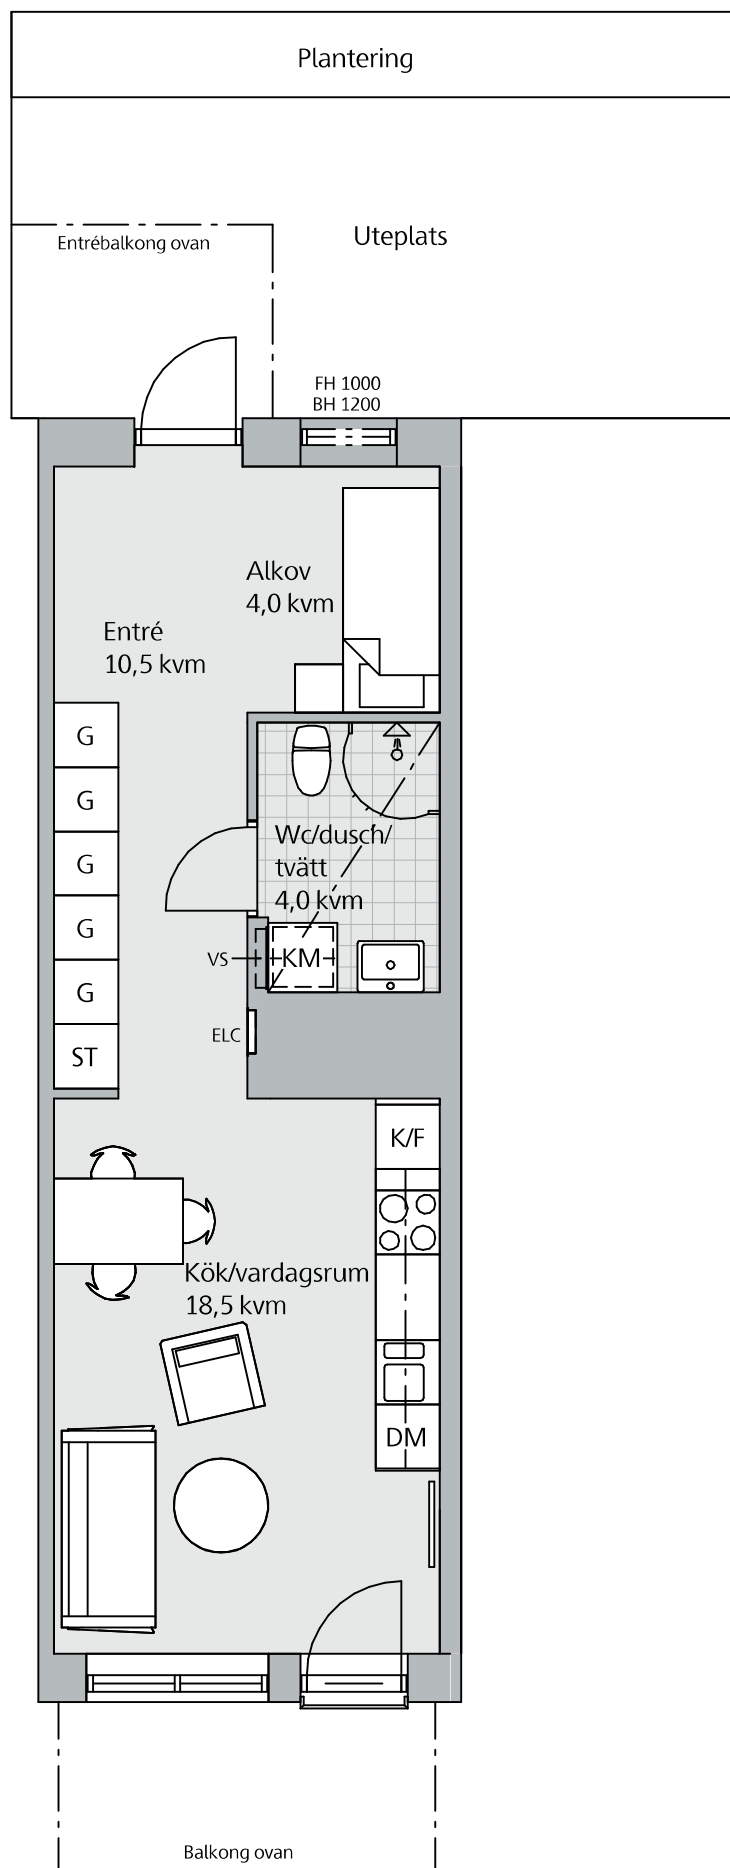 Plantering
Uteplats
Entrébalkong ovan
FH 1000
BH 1200
Alkov
4,0 kvm
Entré
10,5 kvm
G
G
G
G
G
ST
Wc/dusch/
tvätt
4,0 kvm
VS
KM
ELC
K/F
Kök/vardagsrum
18,5 kvm
DM
Balkong ovan